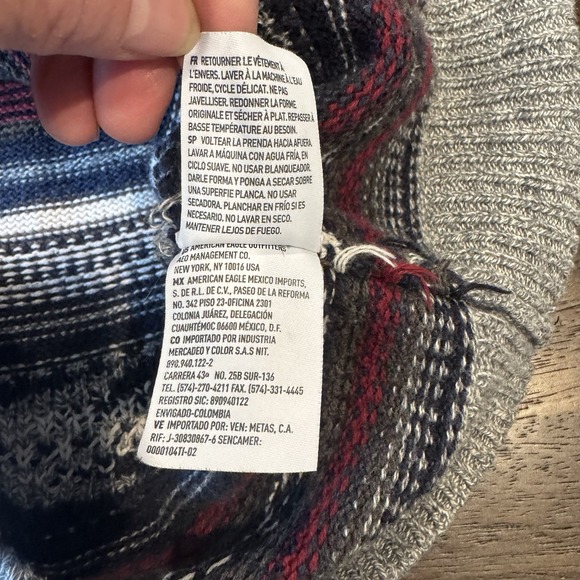 FR RETOURNER LE VÊTEMENT À
L'ENVERS. LAVER À LA MACHINE À L'EAU
FROIDE, CYCLE DÉLICAT. NE PAS
JAVELLISER. REDONNER LA FORME
ORIGINALE ET SÉCHER À PLAT. REPASSER À
BASSE TEMPÉRATURE AU BESOIN.
SP VOLTEAR LA PRENDA HACIA AFUERA.
LAVAR A MÁQUINA CON AGUA FRÍA, EN
CICLO SUAVE. NO USAR BLANQUEADOR.
DARLE FORMA Y PONGA A SECAR SOBRE
UNA SUPERFIE PLANCA. NO USAR
SECADORA. PLANCHAR EN FRÍO SI ES
NECESARIO. NO LAVAR EN SECO.
MANTENER LEJOS DE FUEGO.
US AMERICAN EAGLE OUTFITTERS®
AEO MANAGEMENT CO.
NEW YORK, NY 10016 USA
MX AMERICAN EAGLE MEXICO IMPORTS,
S. DE R.L. DE C.V., PASEO DE LA REFORMA
NO. 342 PISO 23-OFICINA 2301
COLONIA JUÁREZ, DELEGACIÓN
CUAUHTÉMOC 06600 MÉXICO, D.F.
CO IMPORTADO POR INDUSTRIA
MERCADEO Y COLOR S.A.S NIT.
890.940.122-2
CARRERA 43ª NO. 25B SUR-136
TEL. (574)-270-4211 FAX. (574)-331-4445
REGISTRO SIC: 890940122
ENVIGADO-COLOMBIA
VE IMPORTADO POR: VEN: METAS, C.A.
RIF: J-30830867-6 SENCAMER:
0000104TI-02